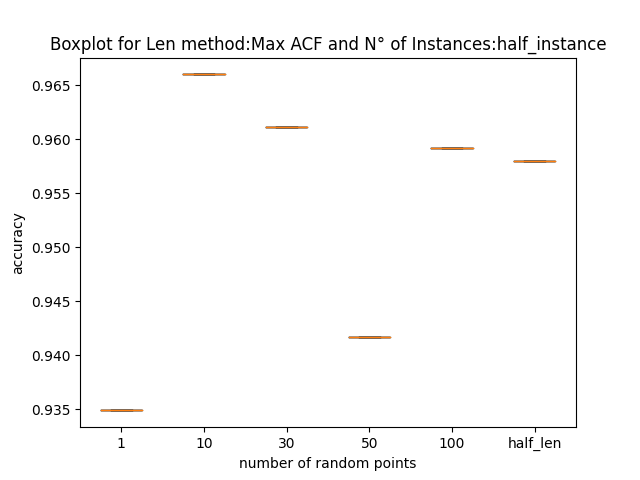 Boxplot for Len method:Max ACF and N° of Instances:half_instance
accuracy
0.965
0.960
0.955
0.950
0.945
0.940
0.935
1 10 30 50 100 half_len
number of random points